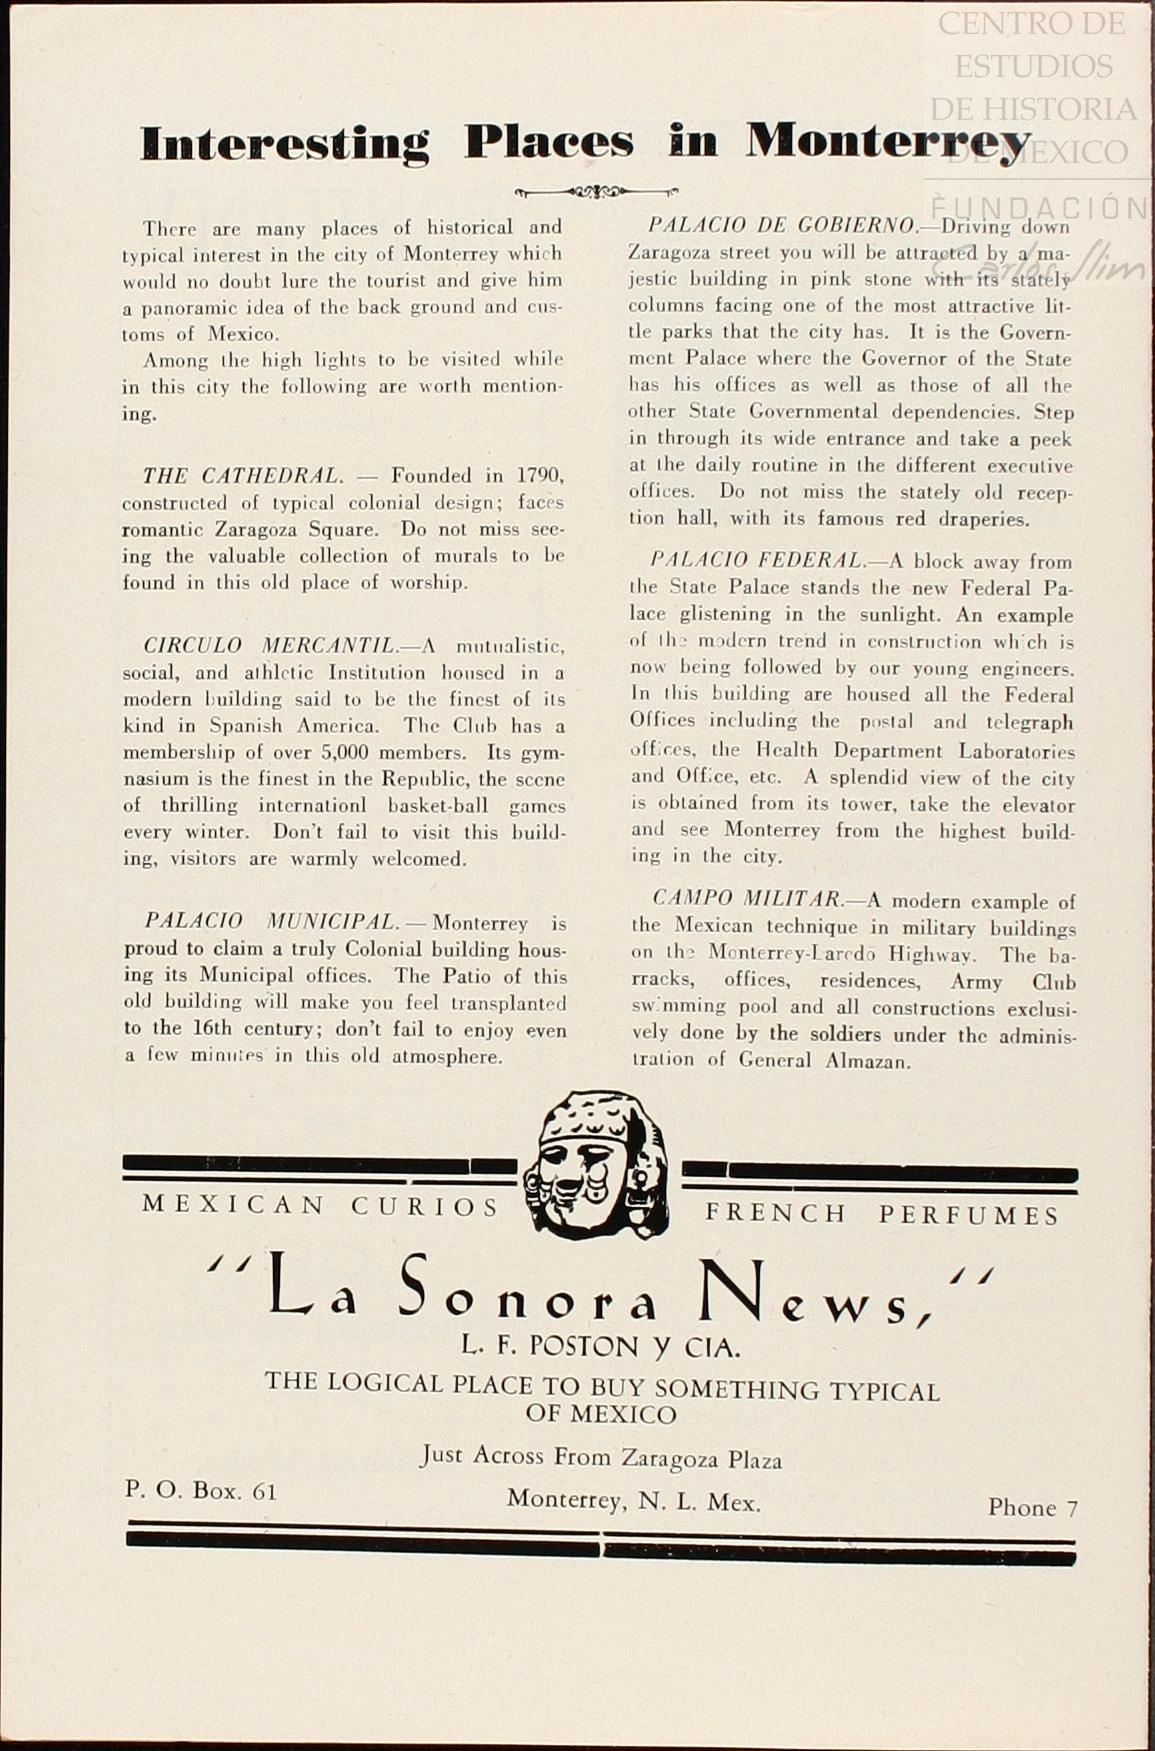 CENTRO DE
ESTUDIOS
DE HISTORIA
DE MEXICO
FUNDACIÓN
Carlos Slim
Interesting Places in Monterrey
There are many places of historical and
typical interest in the city of Monterrey which
would no doubt lure the tourist and give him
a panoramic idea of the back ground and cus-
toms of Mexico.
Among the high lights to be visited while
in this city the following are worth mention-
ing.
THE CATHEDRAL. — Founded in 1790,
constructed of typical colonial design; faces
romantic Zaragoza Square. Do not miss see-
ing the valuable collection of murals to be
found in this old place of worship.
CIRCULO MERCANTIL.—A mutualistic,
social, and athletic Institution housed in a
modern building said to be the finest of its
kind in Spanish America. The Club has a
membership of over 5,000 members. Its gym-
nasium is the finest in the Republic, the scene
of thrilling internationl basket-ball games
every winter. Don't fail to visit this build-
ing, visitors are warmly welcomed.
PALACIO MUNICIPAL. — Monterrey is
proud to claim a truly Colonial building hous-
ing its Municipal offices. The Patio of this
old building will make you feel transplanted
to the 16th century; don't fail to enjoy even
a few minutes in this old atmosphere.
PALACIO DE GOBIERNO.—Driving down
Zaragoza street you will be attracted by a ma-
jestic building in pink stone with its stately
columns facing one of the most attractive lit-
tle parks that the city has. It is the Govern-
ment Palace where the Governor of the State
has his offices as well as those of all the
other State Governmental dependencies. Step
in through its wide entrance and take a peek
at the daily routine in the different executive
offices. Do not miss the stately old recep-
tion hall, with its famous red draperies.
PALACIO FEDERAL.—A block away from
the State Palace stands the new Federal Pa-
lace glistening in the sunlight. An example
of the modern trend in construction which is
now being followed by our young engineers.
In this building are housed all the Federal
Offices including the postal and telegraph
offices, the Health Department Laboratories
and Office, etc. A splendid view of the city
is obtained from its tower, take the elevator
and see Monterrey from the highest build-
ing in the city.
CAMPO MILITAR.—A modern example of
the Mexican technique in military buildings
on the Monterrey-Laredo Highway. The ba-
rracks, offices, residences, Army Club
swimming pool and all constructions exclusi-
vely done by the soldiers under the adminis-
tration of General Almazan.
MEXICAN CURIOS
FRENCH PERFUMES
"La Sonora News,"
L. F. POSTON y CIA.
THE LOGICAL PLACE TO BUY SOMETHING TYPICAL
OF MEXICO
Just Across From Zaragoza Plaza
P. O. Box. 61
Monterrey, N. L. Mex.
Phone 7